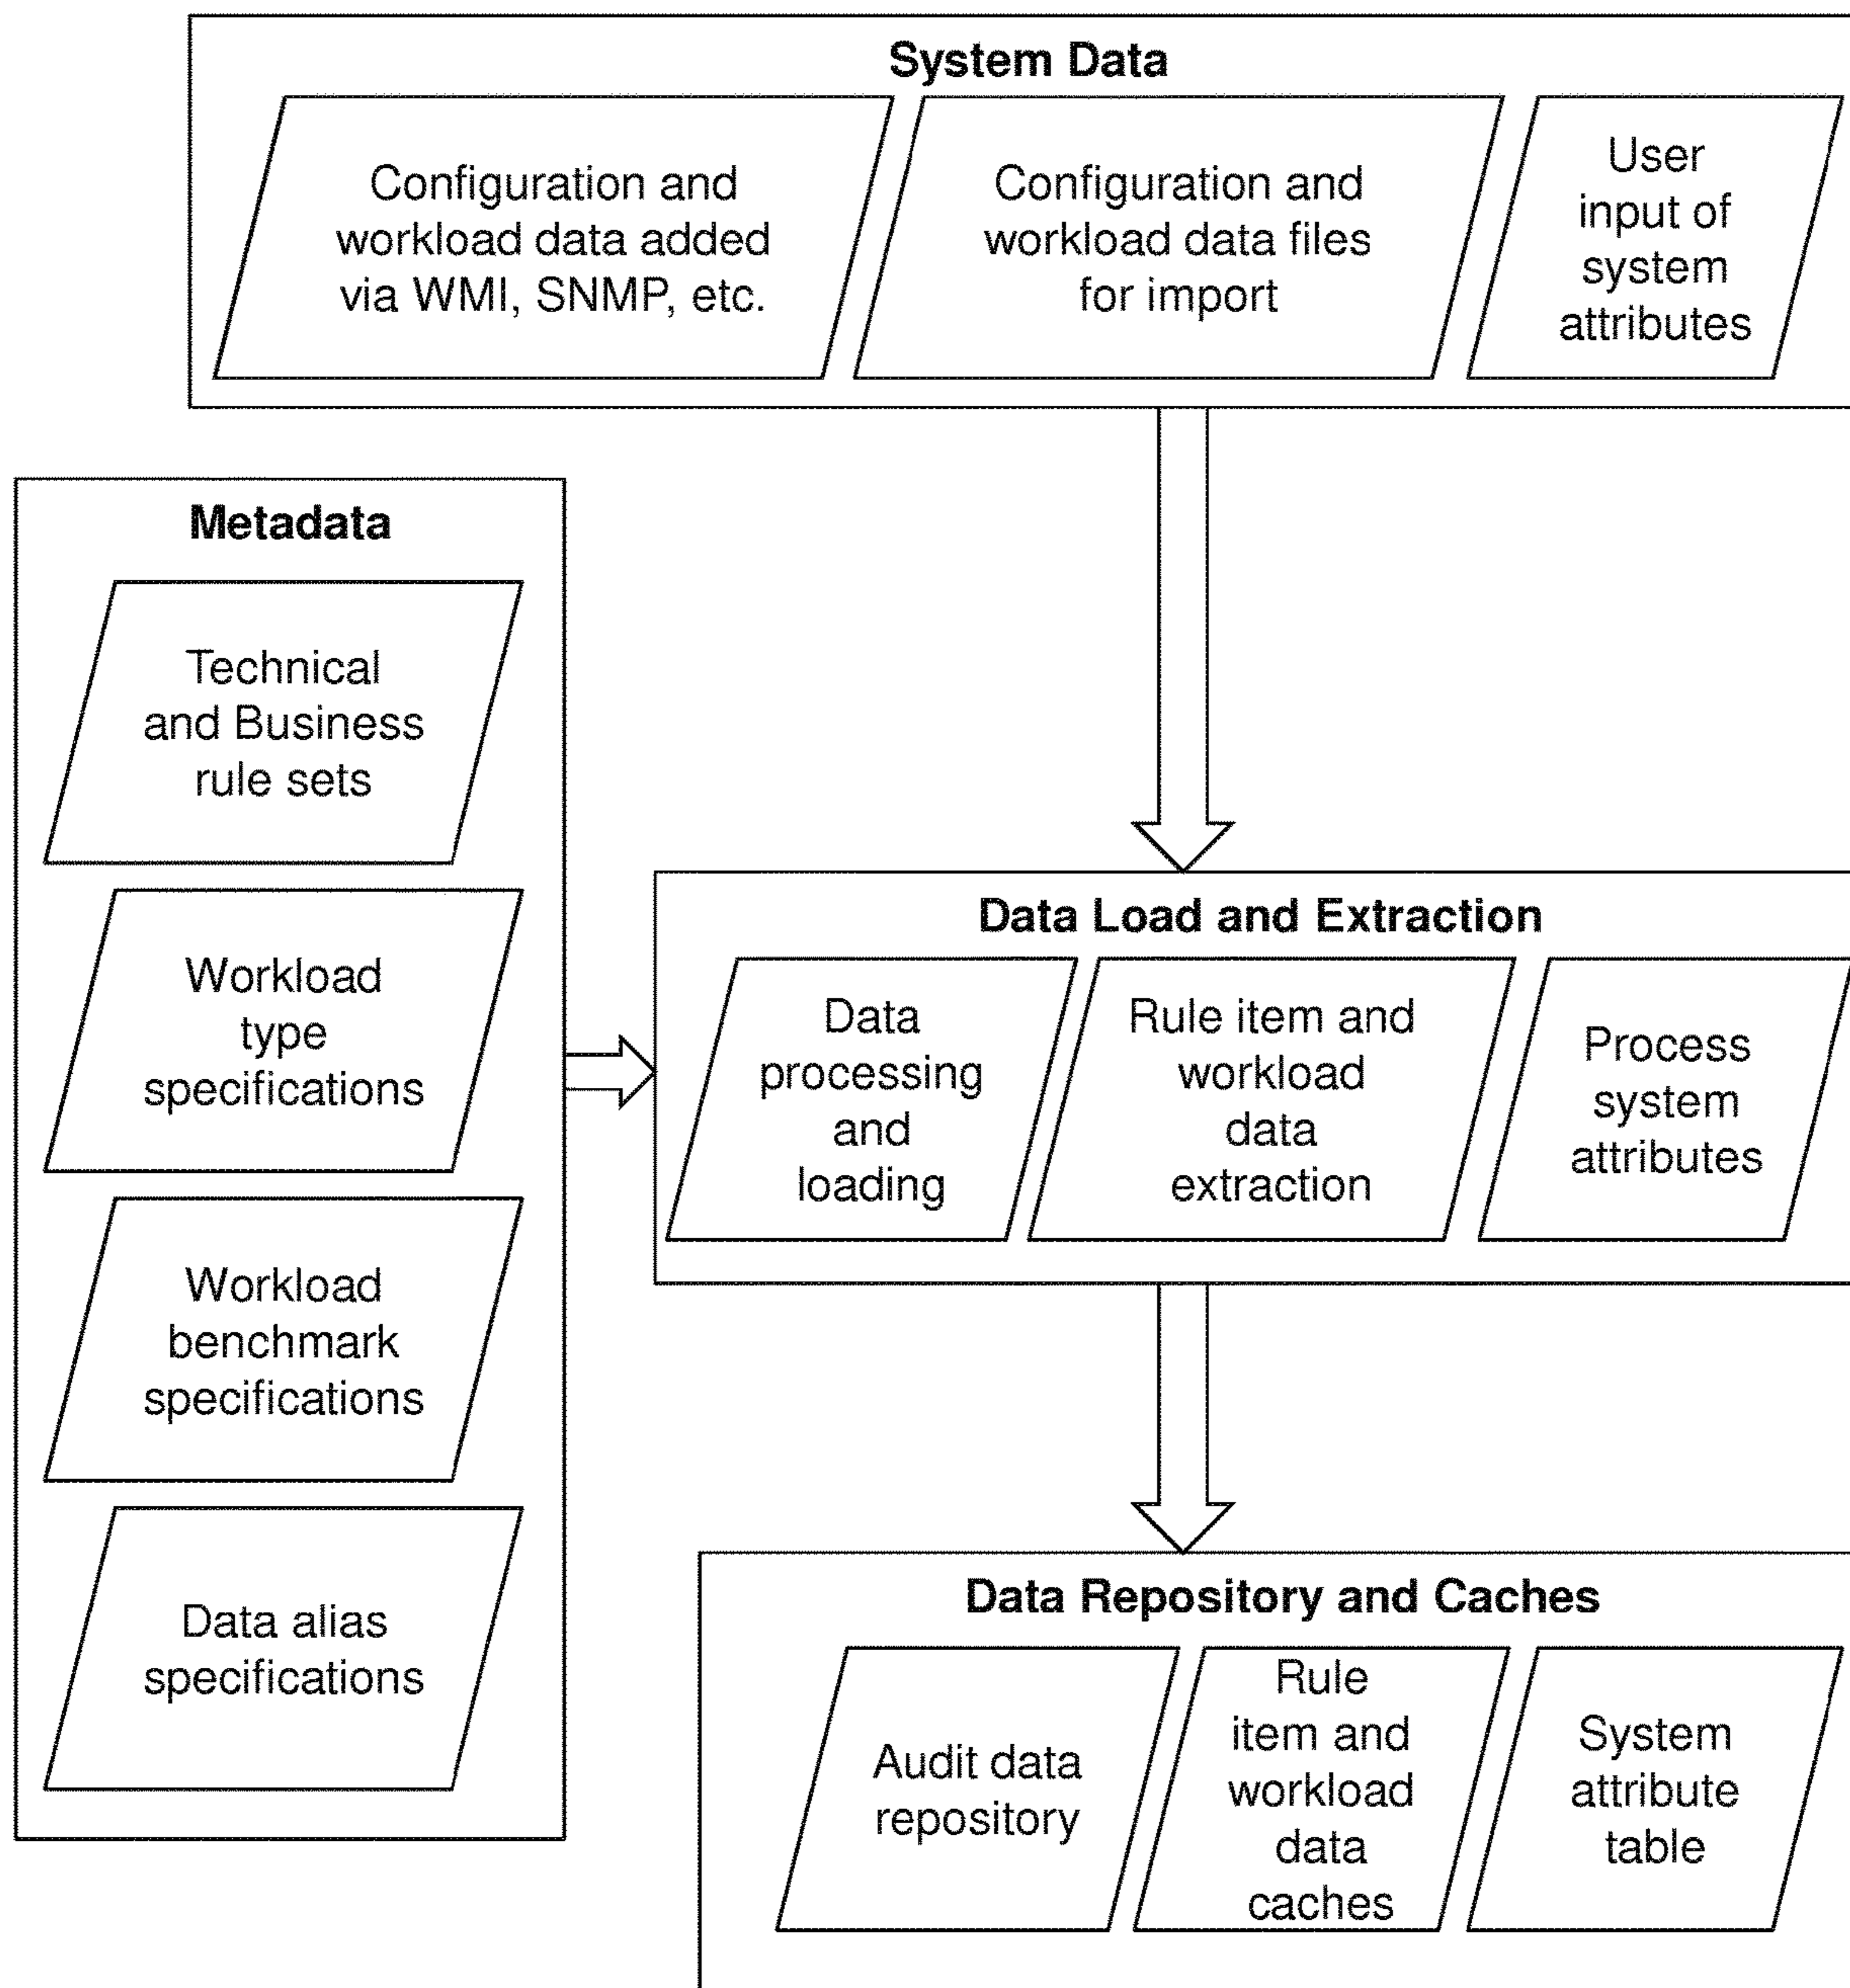 System Data
Configuration and
workload data added
via WMI, SNMP, etc.
Configuration and
workload data files
for import
User
input of
system
attributes
Metadata
Technical
and Business
rule sets
Workload
type
specifications
Workload
benchmark
specifications
Data alias
specifications
Data Load and Extraction
Data
processing
and
loading
Rule item and
workload
data
extraction
Process
system
attributes
Data Repository and Caches
Audit data
repository
Rule
item and
workload
data
caches
System
attribute
table